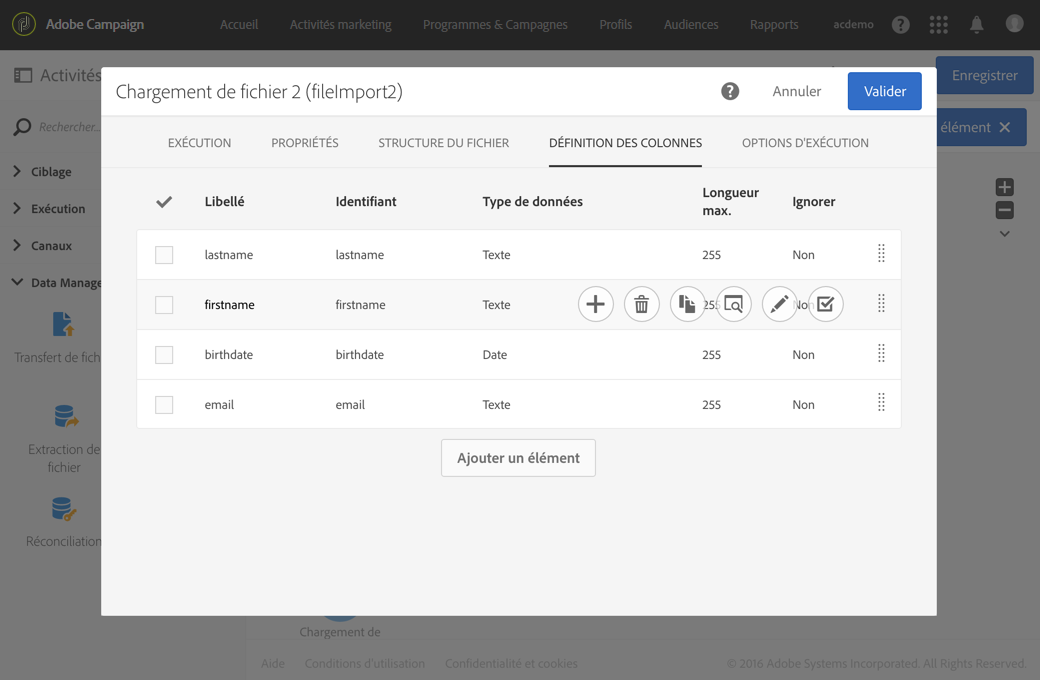 Adobe Campaign
Accueil
Activités marketing
Programmes & Campagnes
Profils
Audiences
Rapports
acdemo
Activités
Enregistrer
Chargement de fichier 2 (fileImport2)
Annuler
Valider
Rechercher...
élément
EXÉCUTION
PROPRIÉTÉS
STRUCTURE DU FICHIER
DÉFINITION DES COLONNES
OPTIONS D'EXÉCUTION
Ciblage
Exécution
Canaux
Data Manage
Transfert de fich
Extraction de
fichier
Réconciliation
Libellé
Identifiant
Type de données
Longueur
max.
Ignorer
lastname
lastname
Texte
255
Non
firstname
firstname
Texte
255
Non
birthdate
birthdate
Date
255
Non
email
email
Texte
255
Non
Ajouter un élément
Chargement de
Aide
Conditions d'utilisation
Confidentialité et cookies
© 2016 Adobe Systems Incorporated. All Rights Reserved.